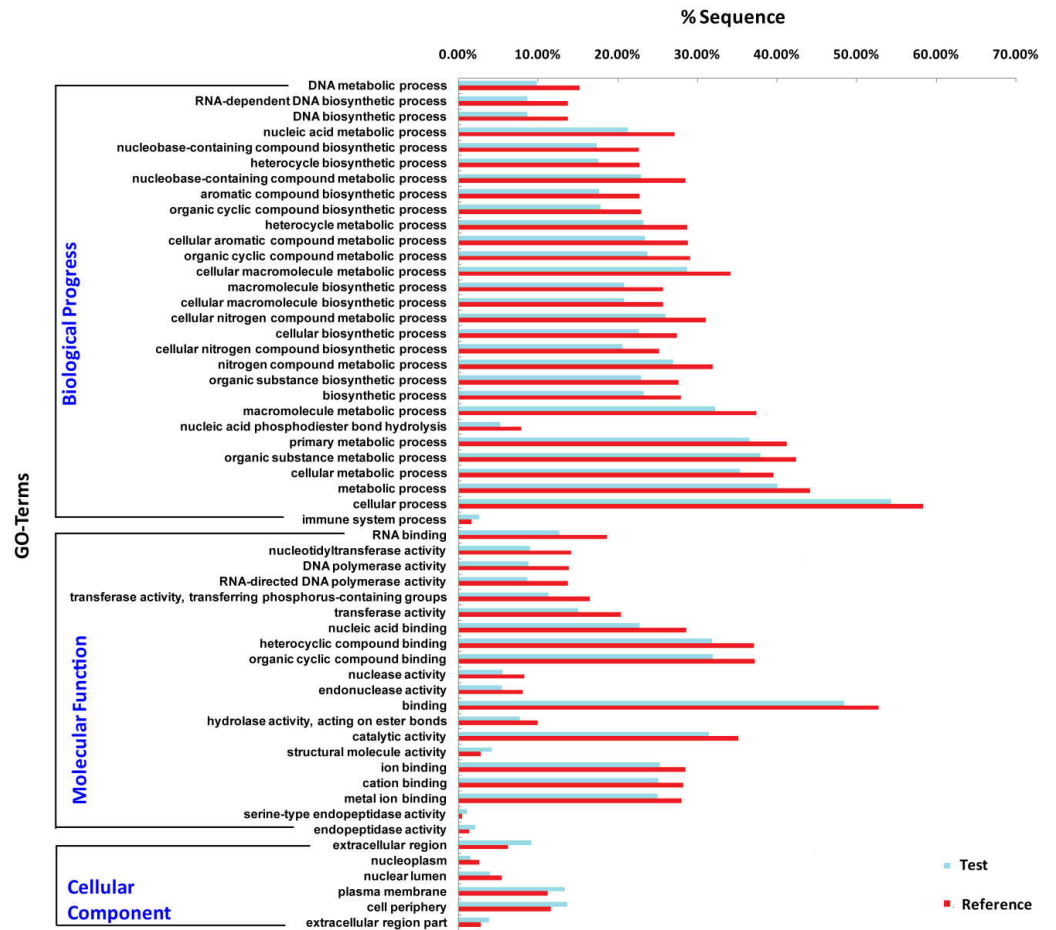 % Sequence
0.00% 10.00% 20.00% 30.00% 40.00% 50.00% 60.00% 70.00%
GO-Terms
Biological Progress
DNA metabolic process
RNA-dependent DNA biosynthetic process
DNA biosynthetic process
nucleic acid metabolic process
nucleobase-containing compound biosynthetic process
heterocycle biosynthetic process
nucleobase-containing compound metabolic process
aromatic compound biosynthetic process
organic cyclic compound biosynthetic process
heterocycle metabolic process
cellular aromatic compound metabolic process
organic cyclic compound metabolic process
cellular macromolecule metabolic process
macromolecule biosynthetic process
cellular macromolecule biosynthetic process
cellular nitrogen compound metabolic process
cellular biosynthetic process
cellular nitrogen compound biosynthetic process
nitrogen compound metabolic process
organic substance biosynthetic process
biosynthetic process
macromolecule metabolic process
nucleic acid phosphodiester bond hydrolysis
primary metabolic process
organic substance metabolic process
cellular metabolic process
metabolic process
cellular process
immune system process
Molecular Function
RNA binding
nucleotidyltransferase activity
DNA polymerase activity
RNA-directed DNA polymerase activity
transferase activity, transferring phosphorus-containing groups
transferase activity
nucleic acid binding
heterocyclic compound binding
organic cyclic compound binding
nuclease activity
endonuclease activity
binding
hydrolase activity, acting on ester bonds
catalytic activity
structural molecule activity
ion binding
cation binding
metal ion binding
serine-type endopeptidase activity
endopeptidase activity
Cellular
Component
extracellular region
nucleoplasm
nuclear lumen
plasma membrane
cell periphery
extracellular region part
Test
Reference